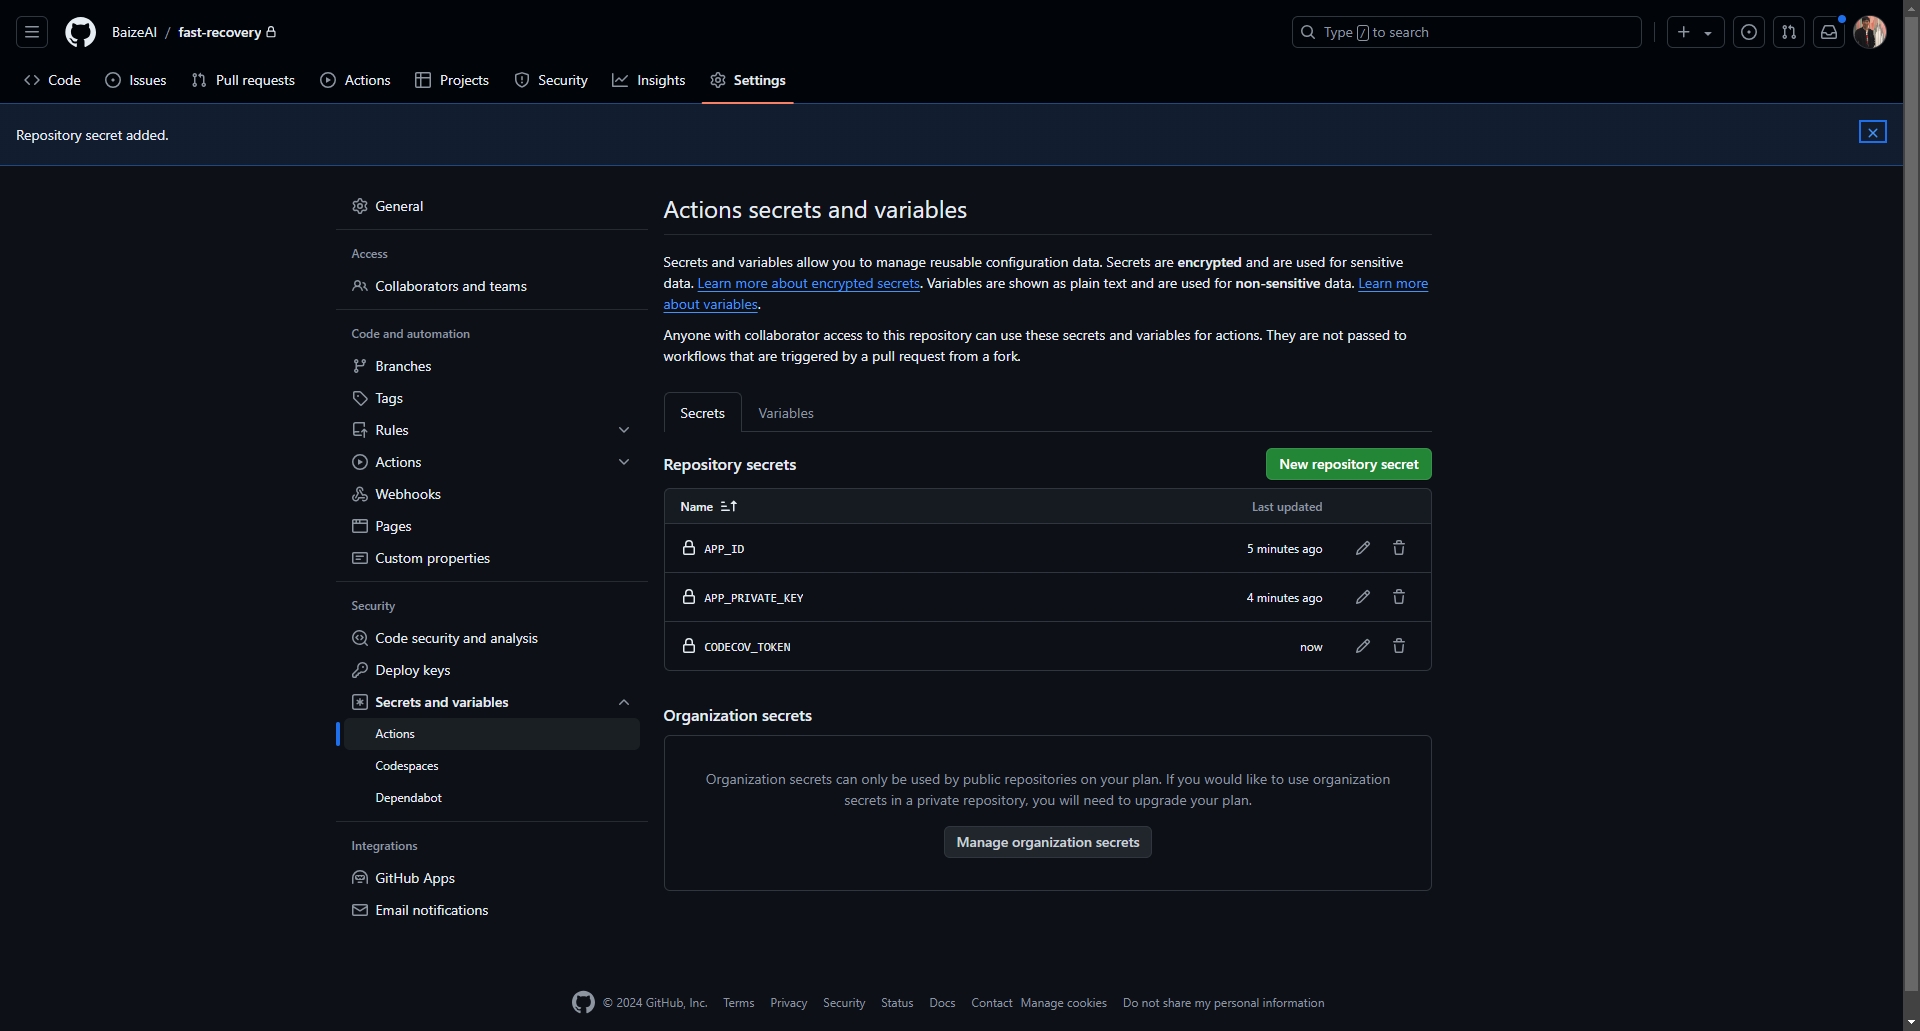 BaizeAI / fast-recovery
Type / to search
Code
Issues
Pull requests
Actions
Projects
Security
Insights
Settings
Repository secret added.
General
Access
Collaborators and teams
Code and automation
Branches
Tags
Rules
Actions
Webhooks
Pages
Custom properties
Security
Code security and analysis
Deploy keys
Secrets and variables
Actions
Codespaces
Dependabot
Integrations
GitHub Apps
Email notifications
Actions secrets and variables
Secrets and variables allow you to manage reusable configuration data. Secrets are encrypted and are used for sensitive
data. Learn more about encrypted secrets. Variables are shown as plain text and are used for non-sensitive data. Learn more
about variables.
Anyone with collaborator access to this repository can use these secrets and variables for actions. They are not passed to
workflows that are triggered by a pull request from a fork.
Secrets
Variables
Repository secrets
New repository secret
Name
Last updated
APP_ID
5 minutes ago
APP_PRIVATE_KEY
4 minutes ago
CODECOV_TOKEN
now
Organization secrets
Organization secrets can only be used by public repositories on your plan. If you would like to use organization
secrets in a private repository, you will need to upgrade your plan.
Manage organization secrets
© 2024 GitHub, Inc.
Terms
Privacy
Security
Status
Docs
Contact
Manage cookies
Do not share my personal information